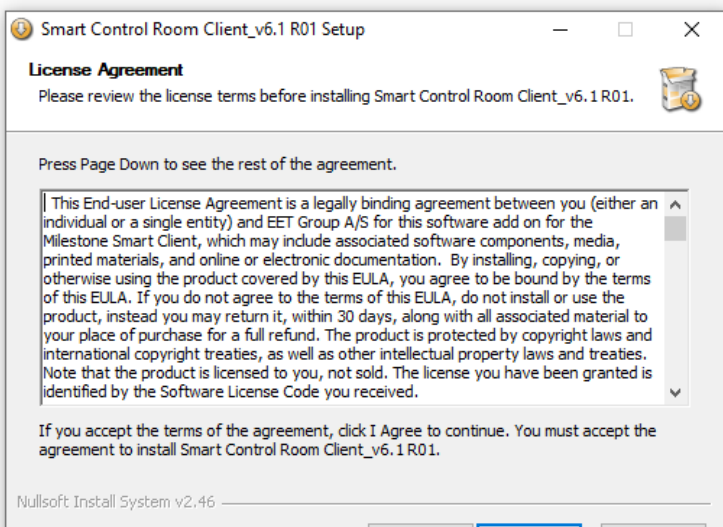 Smart Control Room Client_v6.1 R01 Setup
License Agreement
Please review the license terms before installing Smart Control Room Client_v6.1 R01.
Press Page Down to see the rest of the agreement.
This End-user License Agreement is a legally binding agreement between you (either an
individual or a single entity) and EET Group A/S for this software add on for the
Milestone Smart Client, which may include associated software components, media,
printed materials, and online or electronic documentation.  By installing, copying, or
otherwise using the product covered by this EULA, you agree to be bound by the terms
of this EULA. If you do not agree to the terms of this EULA, do not install or use the
product, instead you may return it, within 30 days, along with all associated material to
your place of purchase for a full refund. The product is protected by copyright laws and
international copyright treaties, as well as other intellectual property laws and treaties.
Note that the product is licensed to you, not sold. The license you have been granted is
identified by the Software License Code you received.
If you accept the terms of the agreement, click I Agree to continue. You must accept the
agreement to install Smart Control Room Client_v6.1 R01.
Nullsoft Install System v2.46